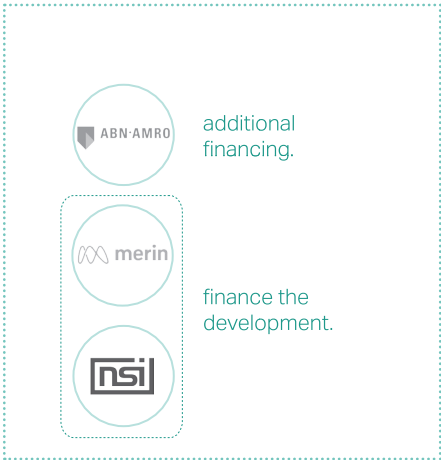 ABN·AMRO
additional
financing.
merin
finance the
development.
nsi